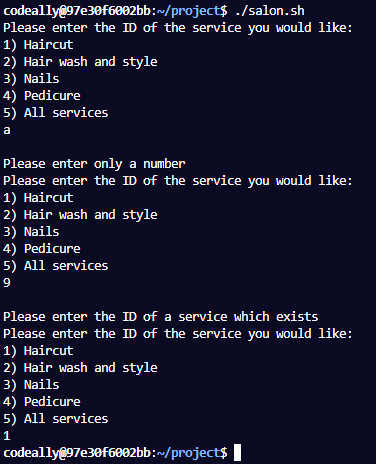 codeally@97e30f6002bb:~/project$ ./salon.sh
Please enter the ID of the service you would like:
1) Haircut
2) Hair wash and style
3) Nails
4) Pedicure
5) All services
a
Please enter only a number
Please enter the ID of the service you would like:
1) Haircut
2) Hair wash and style
3) Nails
4) Pedicure
5) All services
9
Please enter the ID of a service which exists
Please enter the ID of the service you would like:
1) Haircut
2) Hair wash and style
3) Nails
4) Pedicure
5) All services
1
codeally@97e30f6002bb:~/project$